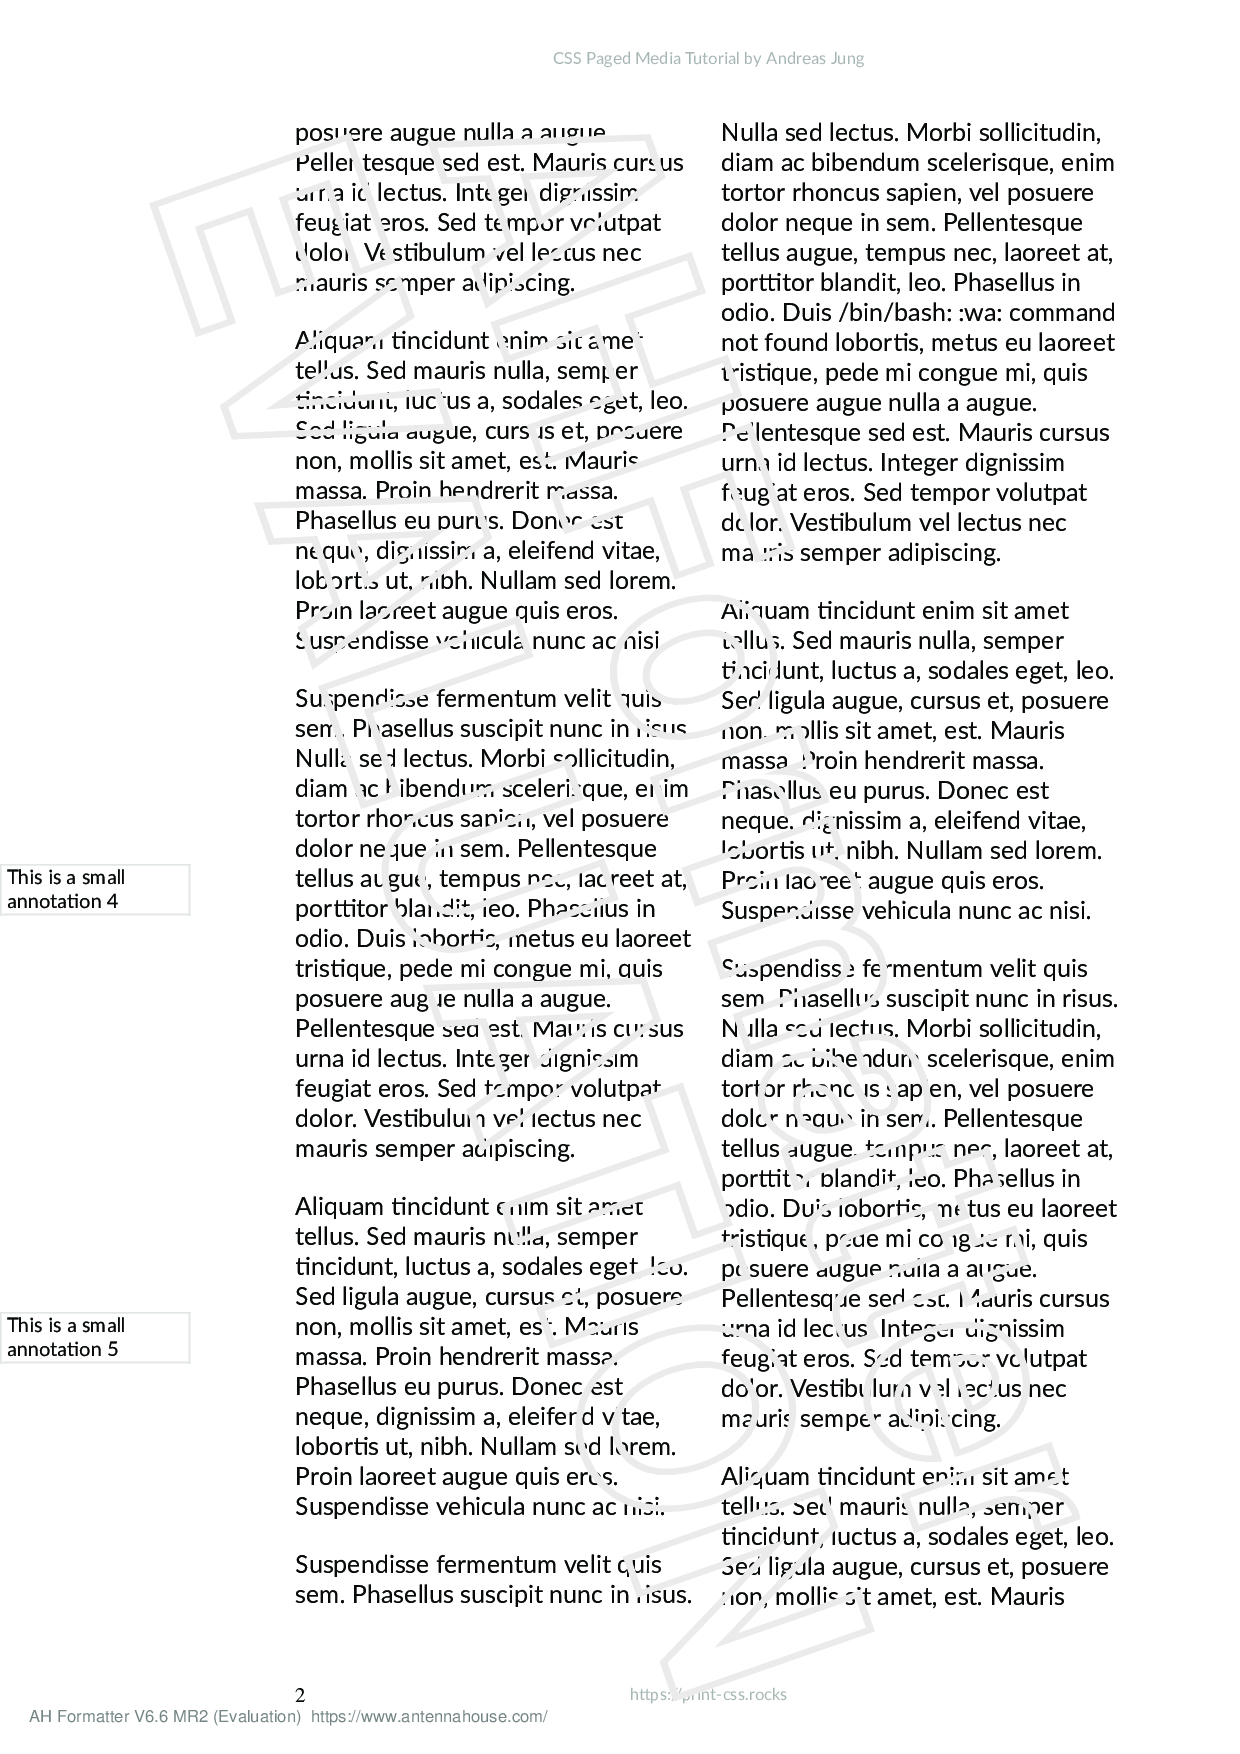 CSS Paged Media Tutorial by Andreas Jung
posuere augue nulla a augue.
Pellentesque sed est. Mauris cursus
urna id lectus. Integer dignissim
feugiat eros. Sed tempor volutpat
dolor. Vestibulum vel lectus nec
mauris semper adipiscing.
Aliquam tincidunt enim sit amet
tellus. Sed mauris nulla, semper
tincidunt, luctus a, sodales eget, leo.
Sed ligula augue, cursus et, posuere
non, mollis sit amet, est. Mauris
massa. Proin hendrerit massa.
Phasellus eu purus. Donec est
neque, dignissim a, eleifend vitae,
lobortis ut, nibh. Nullam sed lorem.
Proin laoreet augue quis eros.
Suspendisse vehicula nunc ac nisi
Suspendisse fermentum velit quis
sem. Phasellus suscipit nunc in risus.
Nulla sed lectus. Morbi sollicitudin,
diam ac bibendum scelerisque, enim
tortor rhoncus sapien, vel posuere
dolor neque in sem. Pellentesque
tellus augue, tempus nec, laoreet at,
porttitor blandit, leo. Phasellus in
odio. Duis lobortis, metus eu laoreet
tristique, pede mi congue mi, quis
posuere augue nulla a augue.
Pellentesque sed est. Mauris cursus
urna id lectus. Integer dignissim
feugiat eros. Sed tempor volutpat
dolor. Vestibulum vel lectus nec
mauris semper adipiscing.
Aliquam tincidunt enim sit amet
tellus. Sed mauris nulla, semper
tincidunt, luctus a, sodales eget, leo.
Sed ligula augue, cursus et, posuere
non, mollis sit amet, est. Mauris
massa. Proin hendrerit massa.
Phasellus eu purus. Donec est
neque, dignissim a, eleifend vitae,
lobortis ut, nibh. Nullam sed lorem.
Proin laoreet augue quis eros.
Suspendisse vehicula nunc ac nisi.
Suspendisse fermentum velit quis
sem. Phasellus suscipit nunc in risus.
This is a small
annotation 4
This is a small
annotation 5
Nulla sed lectus. Morbi sollicitudin,
diam ac bibendum scelerisque, enim
tortor rhoncus sapien, vel posuere
dolor neque in sem. Pellentesque
tellus augue, tempus nec, laoreet at,
porttitor blandit, leo. Phasellus in
odio. Duis /bin/bash: :wa: command
not found lobortis, metus eu laoreet
tristique, pede mi congue mi, quis
posuere augue nulla a augue.
Pellentesque sed est. Mauris cursus
urna id lectus. Integer dignissim
feugiat eros. Sed tempor volutpat
dolor. Vestibulum vel lectus nec
mauris semper adipiscing.
Aliquam tincidunt enim sit amet
tellus. Sed mauris nulla, semper
tincidunt, luctus a, sodales eget, leo.
Sed ligula augue, cursus et, posuere
non, mollis sit amet, est. Mauris
massa. Proin hendrerit massa.
Phasellus eu purus. Donec est
neque, dignissim a, eleifend vitae,
lobortis ut, nibh. Nullam sed lorem.
Proin laoreet augue quis eros.
Suspendisse vehicula nunc ac nisi.
Suspendisse fermentum velit quis
sem. Phasellus suscipit nunc in risus.
Nulla sed lectus. Morbi sollicitudin,
diam ac bibendum scelerisque, enim
tortor rhoncus sapien, vel posuere
dolor neque in sem. Pellentesque
tellus augue, tempus nec, laoreet at,
porttitor blandit, leo. Phasellus in
odio. Duis lobortis, metus eu laoreet
tristique, pede mi congue mi, quis
posuere augue nulla a augue.
Pellentesque sed est. Mauris cursus
urna id lectus. Integer dignissim
feugiat eros. Sed tempor volutpat
dolor. Vestibulum vel lectus nec
mauris semper adipiscing.
Aliquam tincidunt enim sit amet
tellus. Sed mauris nulla, semper
tincidunt, luctus a, sodales eget, leo.
Sed ligula augue, cursus et, posuere
non, mollis sit amet, est. Mauris
AHFormatter
EVALUATION
2
https://print-css.rocks
AH Formatter V6.6 MR2 (Evaluation) https://www.antennahouse.com/